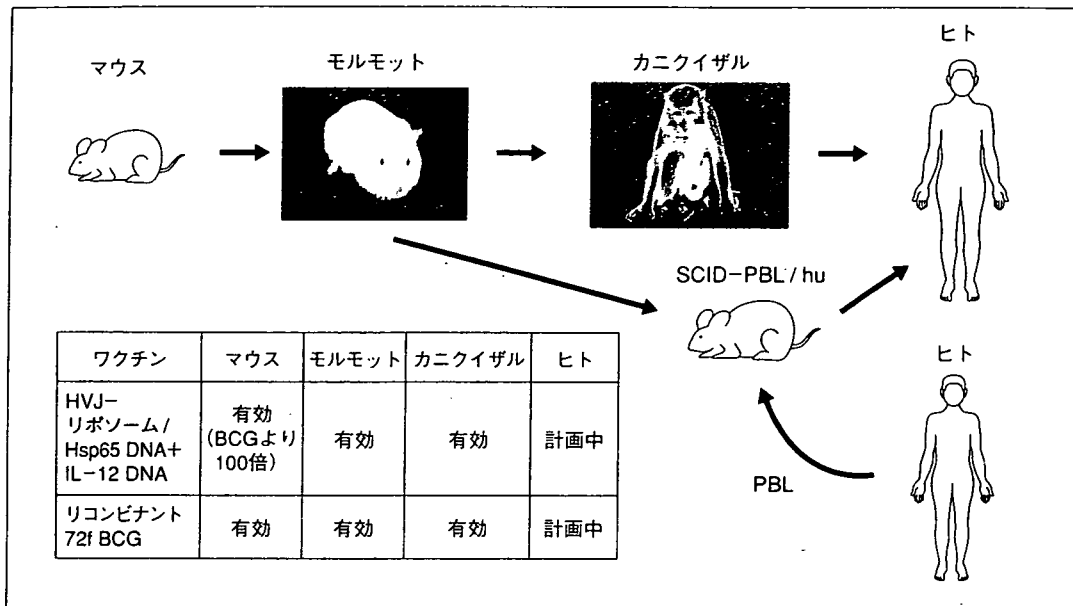 ヒト
マウス
モルモット
カニクイザル
SCID-PBL / hu
ヒト
PBL
ワクチン
マウス
モルモット
カニクイザル
ヒト
HVJ-
リポソーム /
Hsp65 DNA+
IL-12 DNA
有効
(BCGより
100倍)
有効
有効
計画中
リコンビナント
72f BCG
有効
有効
有効
計画中